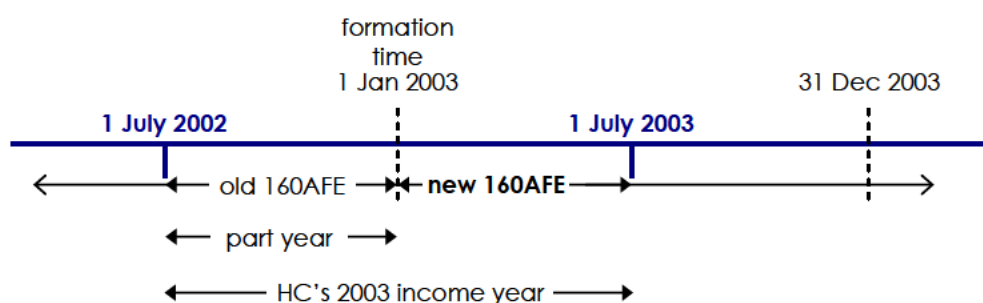 formation
time
1 Jan 2003
31 Dec 2003
1 July 2002
1 July 2003
old 160AFE
new 160AFE
part year
HC's 2003 income year